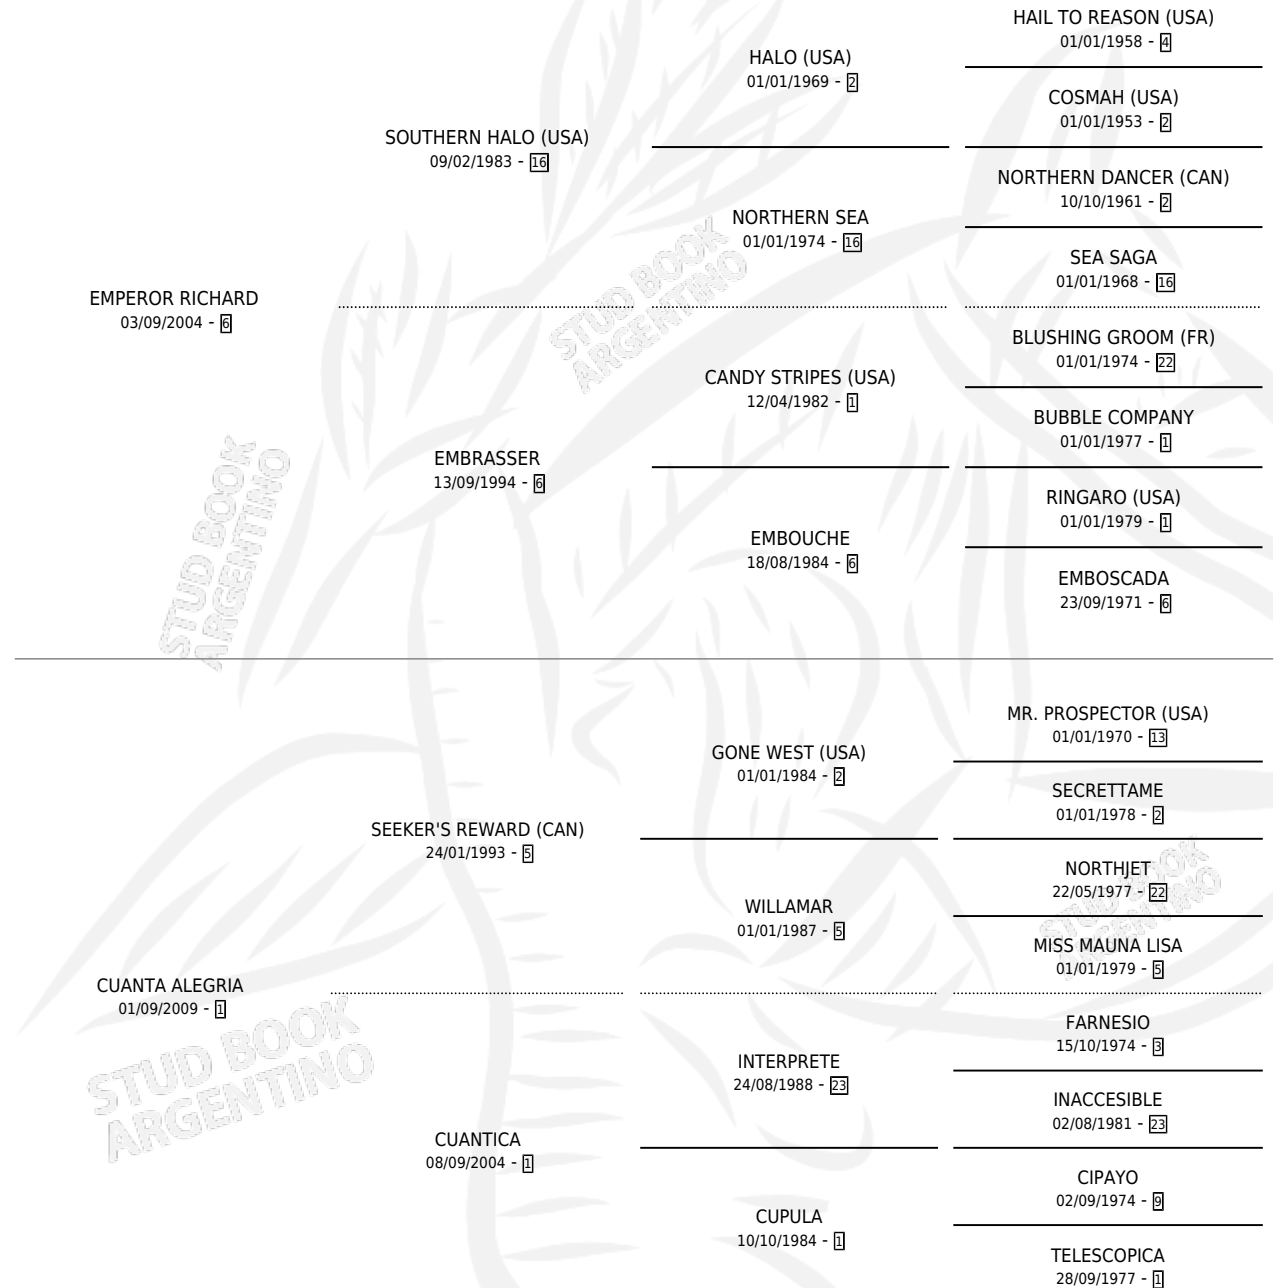 HAIL TO REASON (USA)
01/01/1958 - 4
HALO (USA)
01/01/1969 - 2
COSMAH (USA)
01/01/1953 - 2
SOUTHERN HALO (USA)
09/02/1983 - 16
NORTHERN DANCER (CAN)
10/10/1961 - 2
NORTHERN SEA
01/01/1974 - 16
SEA SAGA
01/01/1968 - 16
EMPEROR RICHARD
03/09/2004 - 6
STUD BOOK
ARGENTINO
BLUSHING GROOM (FR)
01/01/1974 - 22
CANDY STRIPES (USA)
12/04/1982 - 1
BUBBLE COMPANY
01/01/1977 - 1
EMBRASSER
13/09/1994 - 6
RINGARO (USA)
01/01/1979 - 1
EMBOUCHE
18/08/1984 - 6
EMBOSCADA
23/09/1971 - 6
STUD BOOK
ARGENTINO
MR. PROSPECTOR (USA)
01/01/1970 - 13
GONE WEST (USA)
01/01/1984 - 2
SECRETTAME
01/01/1978 - 2
SEEKER'S REWARD (CAN)
24/01/1993 - 5
NORTHJET
22/05/1977 - 22
WILLAMAR
01/01/1987 - 5
MISS MAUNA LISA
01/01/1979 - 5
STUD BOOK
ARGENTINO
CUANTA ALEGRIA
01/09/2009 - 1
FARNESIO
15/10/1974 - 3
INTERPRETE
24/08/1988 - 23
INACCESIBLE
02/08/1981 - 23
STUD BOOK
ARGENTINO
CUANTICA
08/09/2004 - 1
CIPAYO
02/09/1974 - 9
CUPULA
10/10/1984 - 1
TELESCOPICA
28/09/1977 - 1